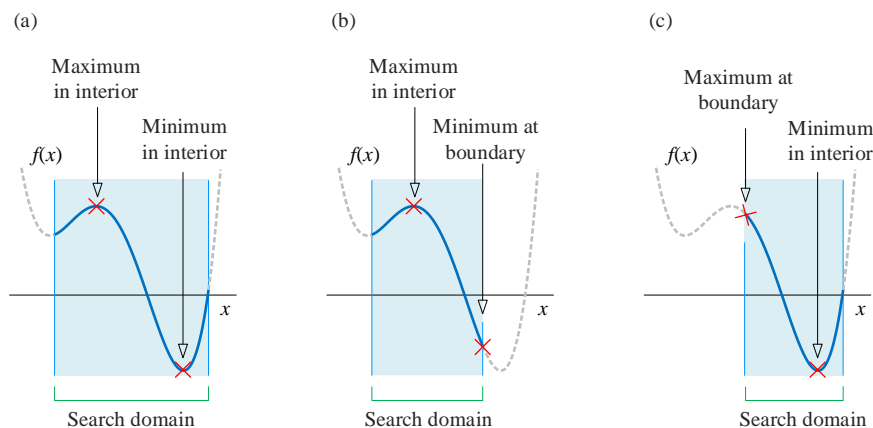 (a)
Maximum
in interior
Minimum
in interior
f(x)
x
Search domain
(b)
Maximum
in interior
Minimum at
boundary
f(x)
x
Search domain
(c)
Maximum at
boundary
Minimum
in interior
f(x)
x
Search domain